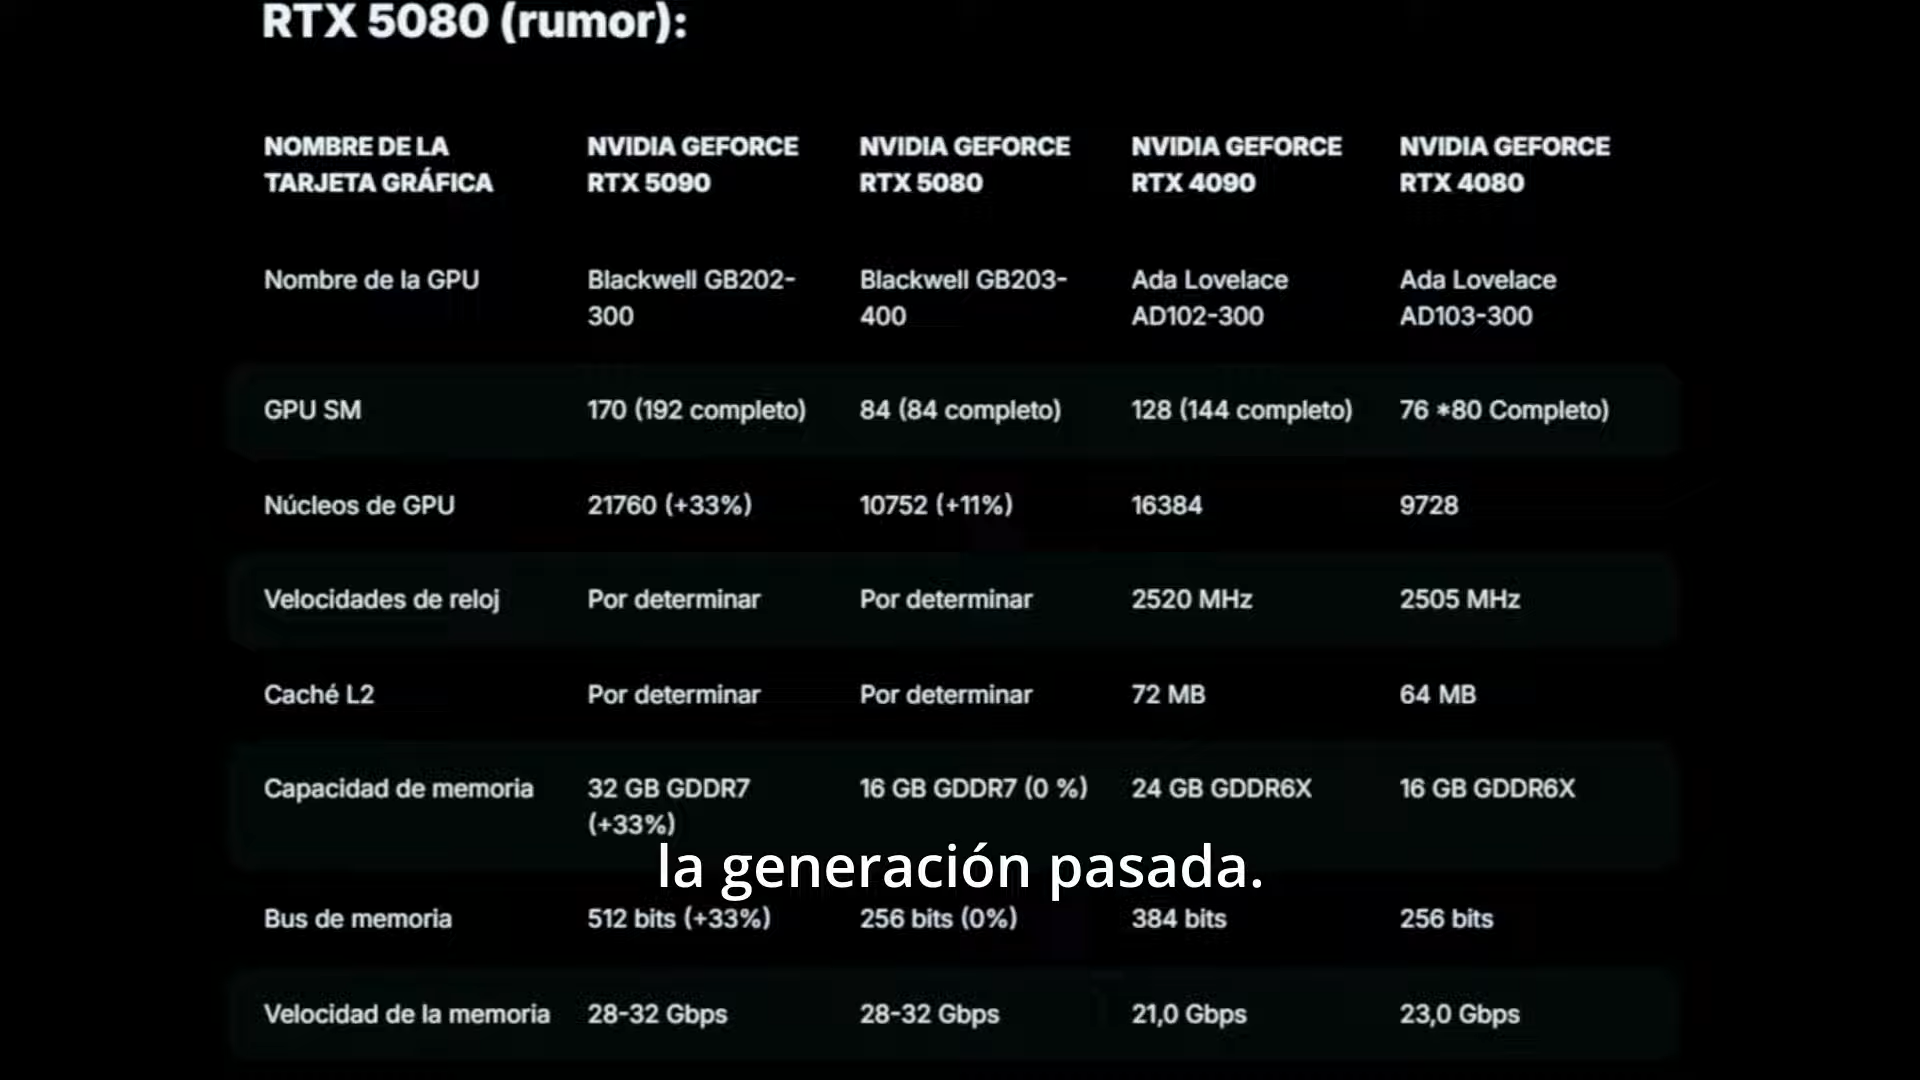 RTX 5080 (rumor):
NOMBRE DE LA TARJETA GRÁFICA NVIDIA GEFORCE RTX 5090 NVIDIA GEFORCE RTX 5080 NVIDIA GEFORCE RTX 4090 NVIDIA GEFORCE RTX 4080
Nombre de la GPU Blackwell GB202-300 Blackwell GB203-400 Ada Lovelace AD102-300 Ada Lovelace AD103-300
GPU SM 170 (192 completo) 84 (84 completo) 128 (144 completo) 76 *80 Completo)
Núcleos de GPU 21760 (+33%) 10752 (+11%) 16384 9728
Velocidades de reloj Por determinar Por determinar 2520 MHz 2505 MHz
Caché L2 Por determinar Por determinar 72 MB 64 MB
Capacidad de memoria 32 GB GDDR7 (+33%) 16 GB GDDR7 (0 %) 24 GB GDDR6X 16 GB GDDR6X
la generación pasada.
Bus de memoria 512 bits (+33%) 256 bits (0%) 384 bits 256 bits
Velocidad de la memoria 28-32 Gbps 28-32 Gbps 21,0 Gbps 23,0 Gbps